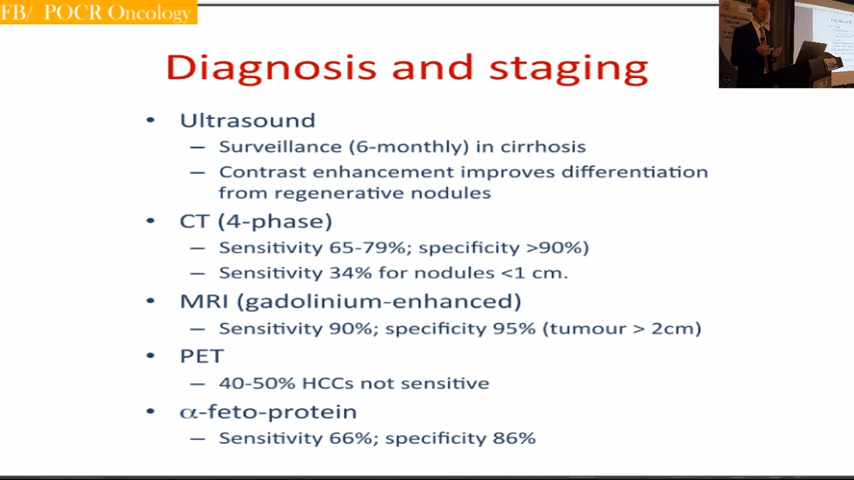 FB/ POCR Oncology
Diagnosis and staging
• Ultrasound
– Surveillance (6-monthly) in cirrhosis
– Contrast enhancement improves differentiation
from regenerative nodules
• CT (4-phase)
– Sensitivity 65-79%; specificity >90%)
– Sensitivity 34% for nodules <1 cm.
• MRI (gadolinium-enhanced)
– Sensitivity 90%; specificity 95% (tumour > 2cm)
• PET
– 40-50% HCCs not sensitive
• α-feto-protein
– Sensitivity 66%; specificity 86%